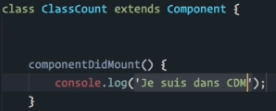 class ClassCount extends Component {
componentDidMount() {
console.log('Je suis dans CDM');
}